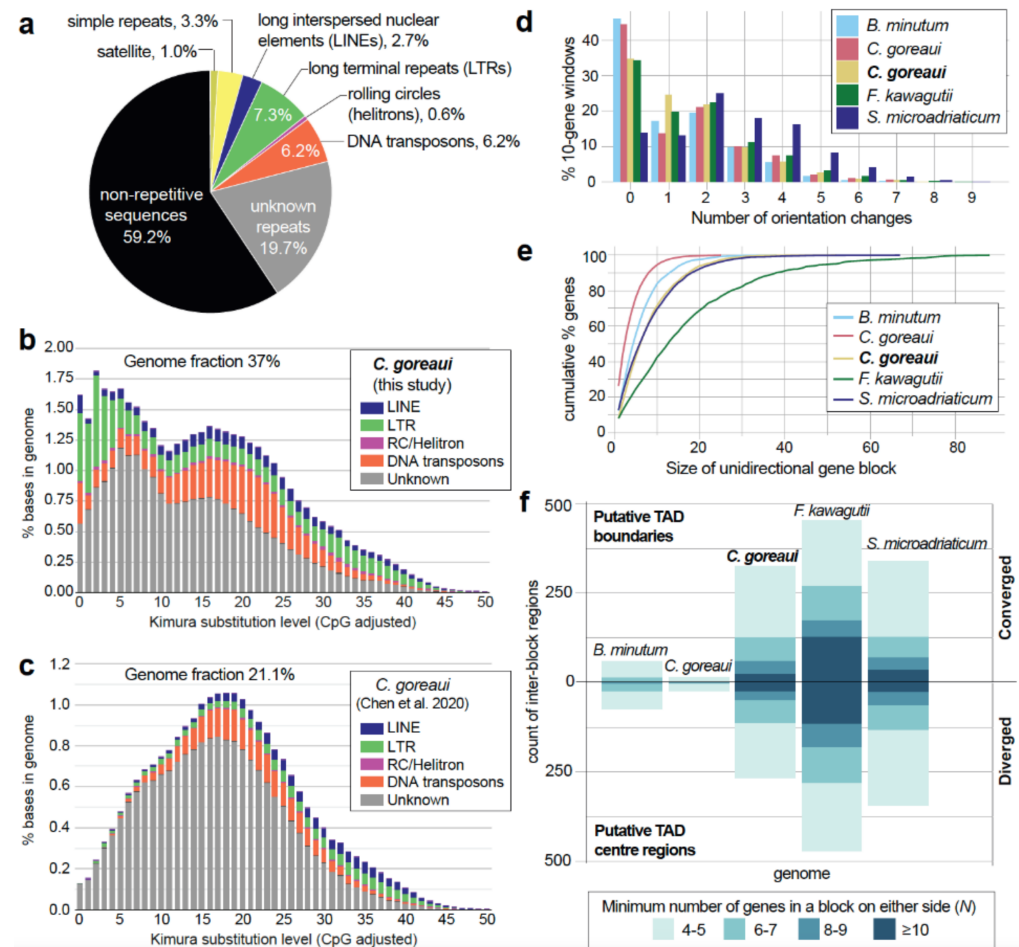 a
simple repeats, 3.3%
satellite, 1.0%
long interspersed nuclear
elements (LINEs), 2.7%
long terminal repeats (LTRs)
7.3%
rolling circles
(helitrons), 0.6%
6.2%
DNA transposons, 6.2%
non-repetitive
sequences
59.2%
unknown
repeats
19.7%
b
Genome fraction 37%
2.00
1.75
1.50
1.25
1.00
0.75
0.50
0.25
0.00
% bases in genome
0 5 10 15 20 25 30 35 40 45 50
Kimura substitution level (CpG adjusted)
C. goreaui
(this study)
LINE
LTR
RC/Helitron
DNA transposons
Unknown
c
Genome fraction 21.1%
1.2
1.0
0.8
0.6
0.4
0.2
0.0
% bases in genome
0 5 10 15 20 25 30 35 40 45 50
Kimura substitution level (CpG adjusted)
C. goreaui
(Chen et al. 2020)
LINE
LTR
RC/Helitron
DNA transposons
Unknown
d
% 10-gene windows
40
30
20
10
0
0 1 2 3 4 5 6 7 8 9
Number of orientation changes
B. minutum
C. goreaui
C. goreaui
F. kawagutii
S. microadriaticum
e
cumulative % genes
100
80
60
40
20
0
0 20 40 60 80
Size of unidirectional gene block
B. minutum
C. goreaui
C. goreaui
F. kawagutii
S. microadriaticum
f
count of inter-block regions
500
250
0
250
500
Putative TAD
boundaries
B. minutum
C. goreaui
C. goreaui
F. kawagutii
S. microadriaticum
Converged
Diverged
Putative TAD
centre regions
genome
Minimum number of genes in a block on either side (N)
4-5 6-7 8-9 ≥10